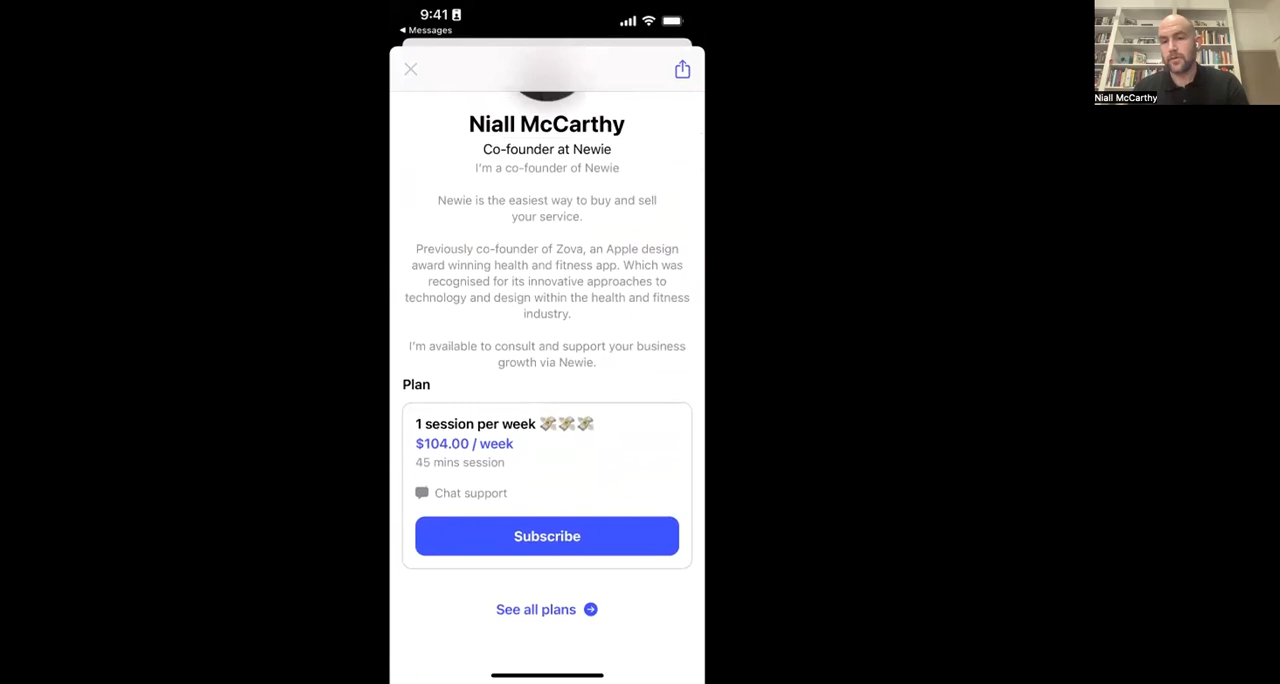 9:41
◀ Messages
Niall McCarthy
Niall McCarthy
Co-founder at Newie
I'm a co-founder of Newie
Newie is the easiest way to buy and sell
your service.
Previously co-founder of Zova, an Apple design
award winning health and fitness app. Which was
recognised for its innovative approaches to
technology and design within the health and fitness
industry.
I'm available to consult and support your business
growth via Newie.
Plan
1 session per week 💸💸💸
$104.00 / week
45 mins session
Chat support
Subscribe
See all plans